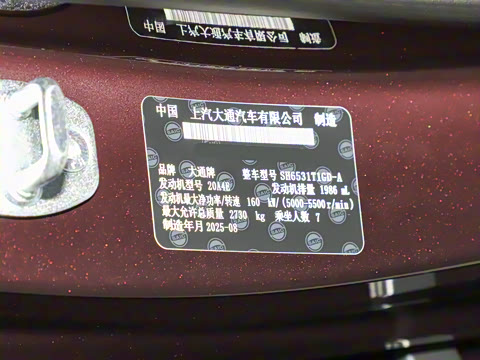 中国 上汽大通汽车有限公司 制造
品牌 大通牌 整车型号 SH6531T1GD-A
发动机型号 20A4E 发动机排量 1986 mL
发动机最大净功率/转速 160 kW/(5000-5500r/min)
最大允许总质量 2730 kg 乘坐人数 7
制造年月 2025-08